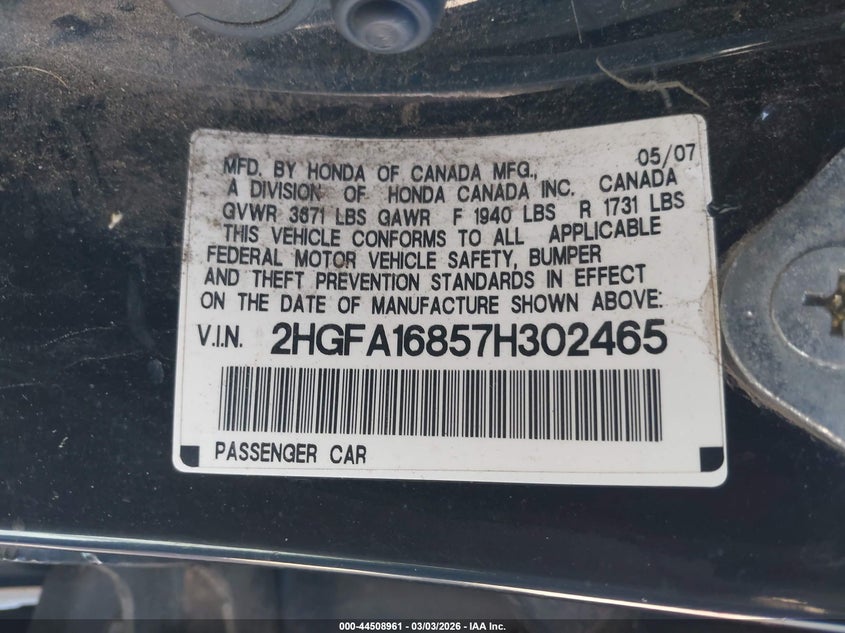 MFD. BY HONDA OF CANADA MFG., 05/07
A DIVISION OF HONDA CANADA INC. CANADA
GVWR 3671 LBS GAWR F 1940 LBS R 1731 LBS
THIS VEHICLE CONFORMS TO ALL APPLICABLE
FEDERAL MOTOR VEHICLE SAFETY, BUMPER
AND THEFT PREVENTION STANDARDS IN EFFECT
ON THE DATE OF MANUFACTURE SHOWN ABOVE:
V.I.N. 2HGFA16857H302465
PASSENGER CAR
000-44508961 - 03/03/2026 - IAA Inc.